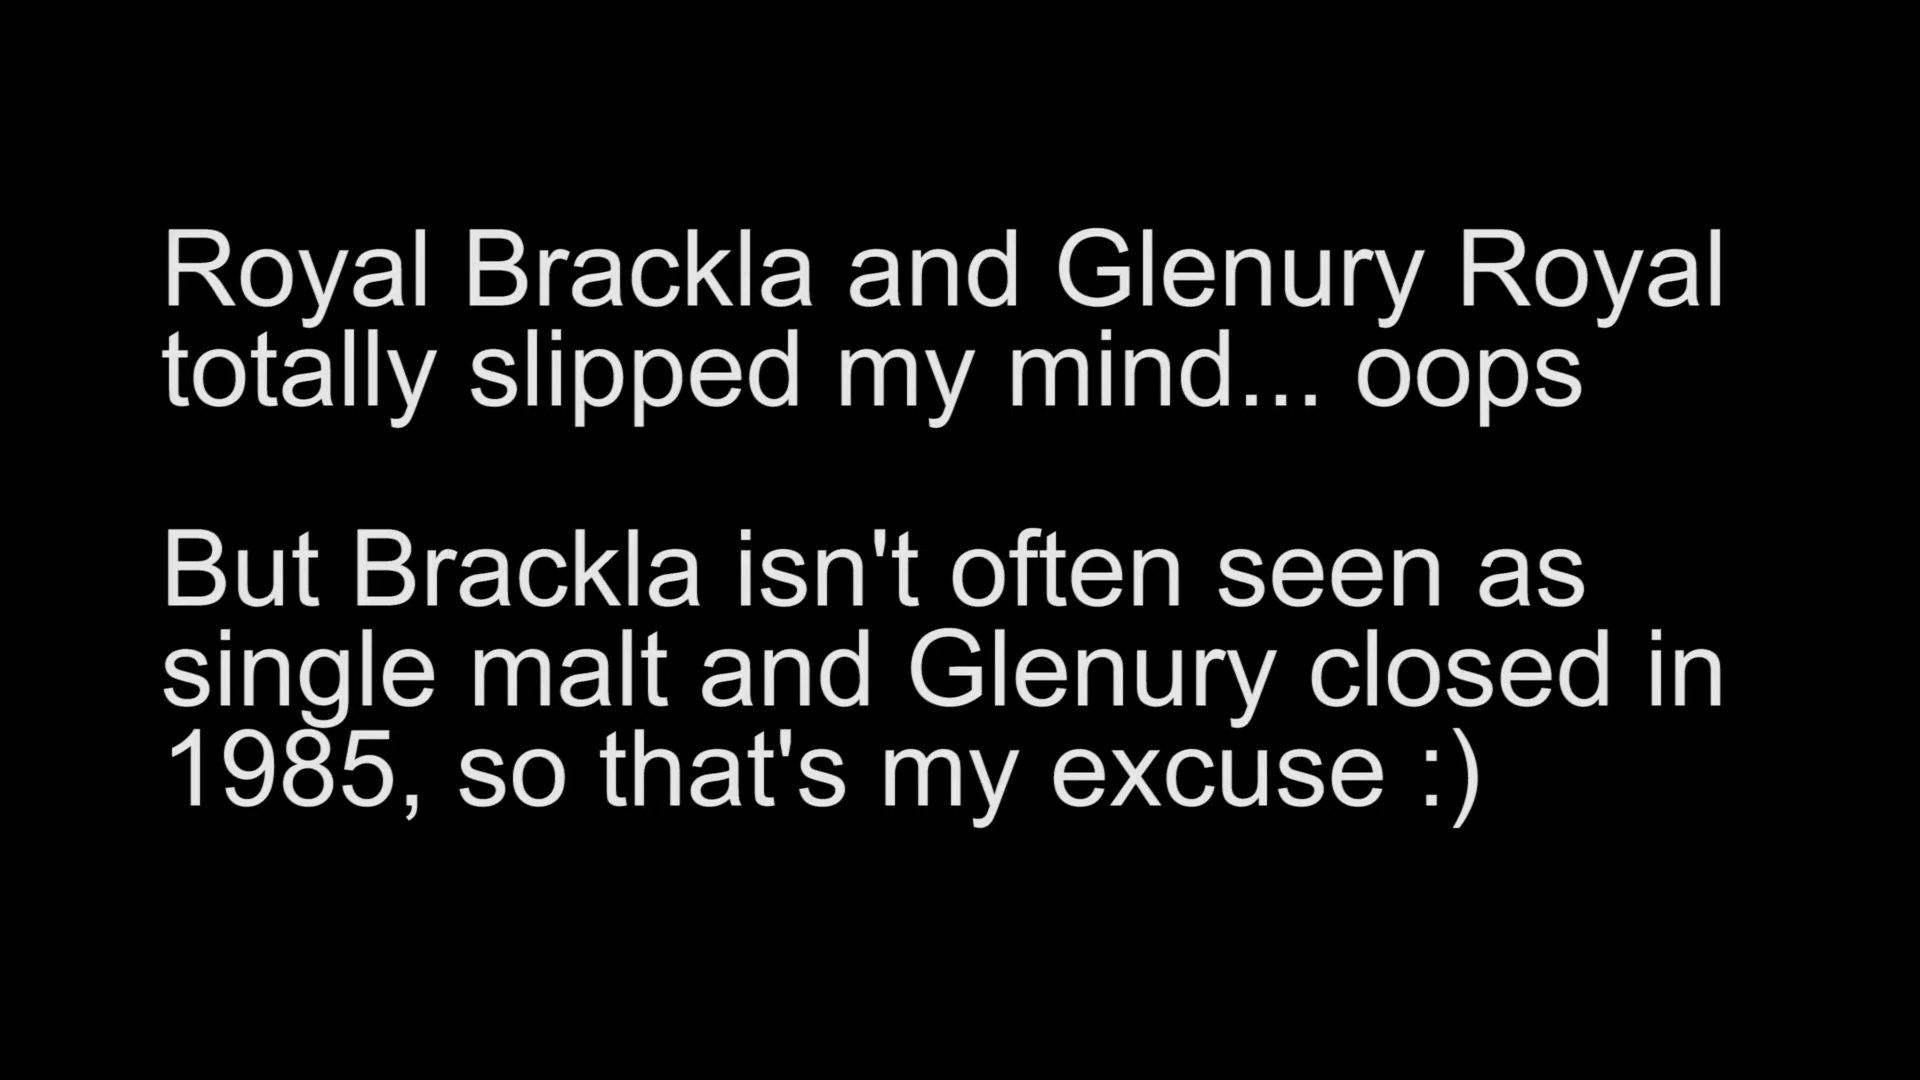 Royal Brackla and Glenury Royal
totally slipped my mind... oops
But Brackla isn't often seen as
single malt and Glenury closed in
1985, so that's my excuse :)